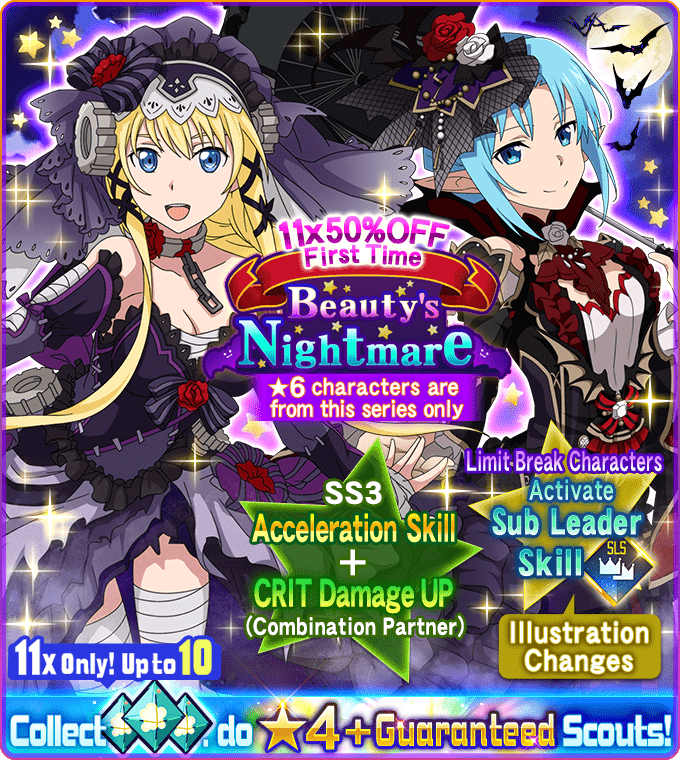 11x50%OFF
First Time
Beauty's
Nightmare
★6 characters are
from this series only
Limit Break Characters
Activate
Sub Leader
Skill SLS
SS3
Acceleration Skill
+
CRIT Damage UP
(Combination Partner)
Illustration
Changes
11x Only! Up to 10
Collect , do ★4+Guaranteed Scouts!